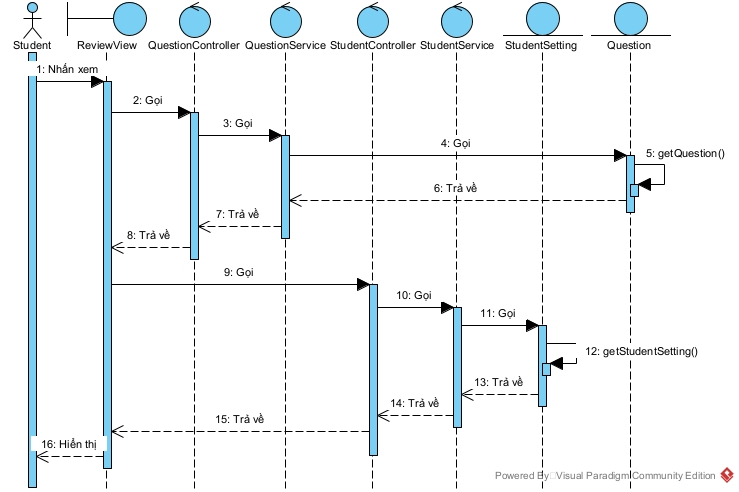 Student
ReviewView
QuestionController
QuestionService
StudentController
StudentService
StudentSetting
Question
1: Nhấn xem
2: Gọi
3: Gọi
4: Gọi
5: getQuestion()
6: Trả về
7: Trả về
8: Trả về
9: Gọi
10: Gọi
11: Gọi
12: getStudentSetting()
13: Trả về
14: Trả về
15: Trả về
16: Hiển thị
Powered By Visual Paradigm Community Edition